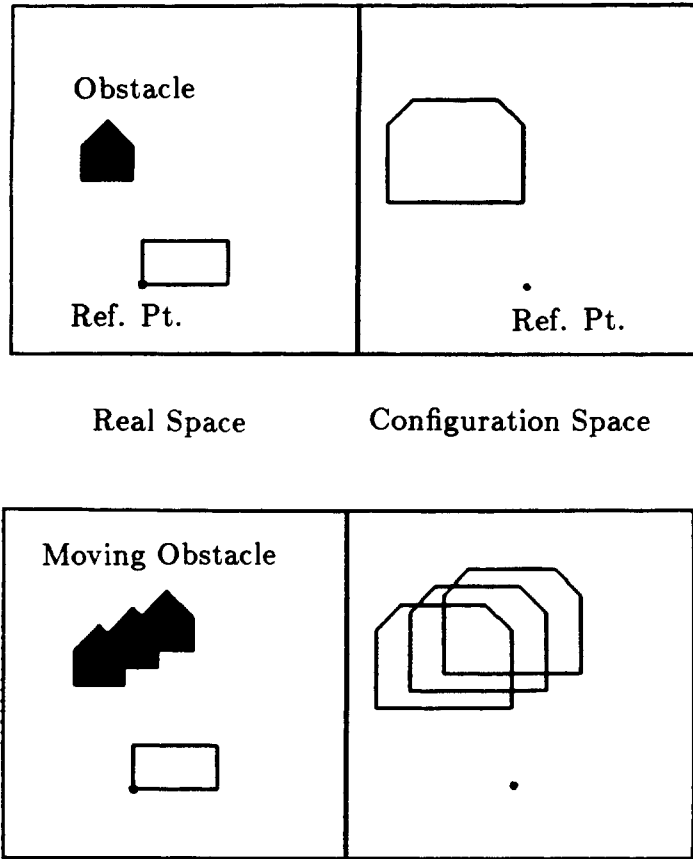 Obstacle
Ref. Pt.
Ref. Pt.
Real Space
Configuration Space
Moving Obstacle